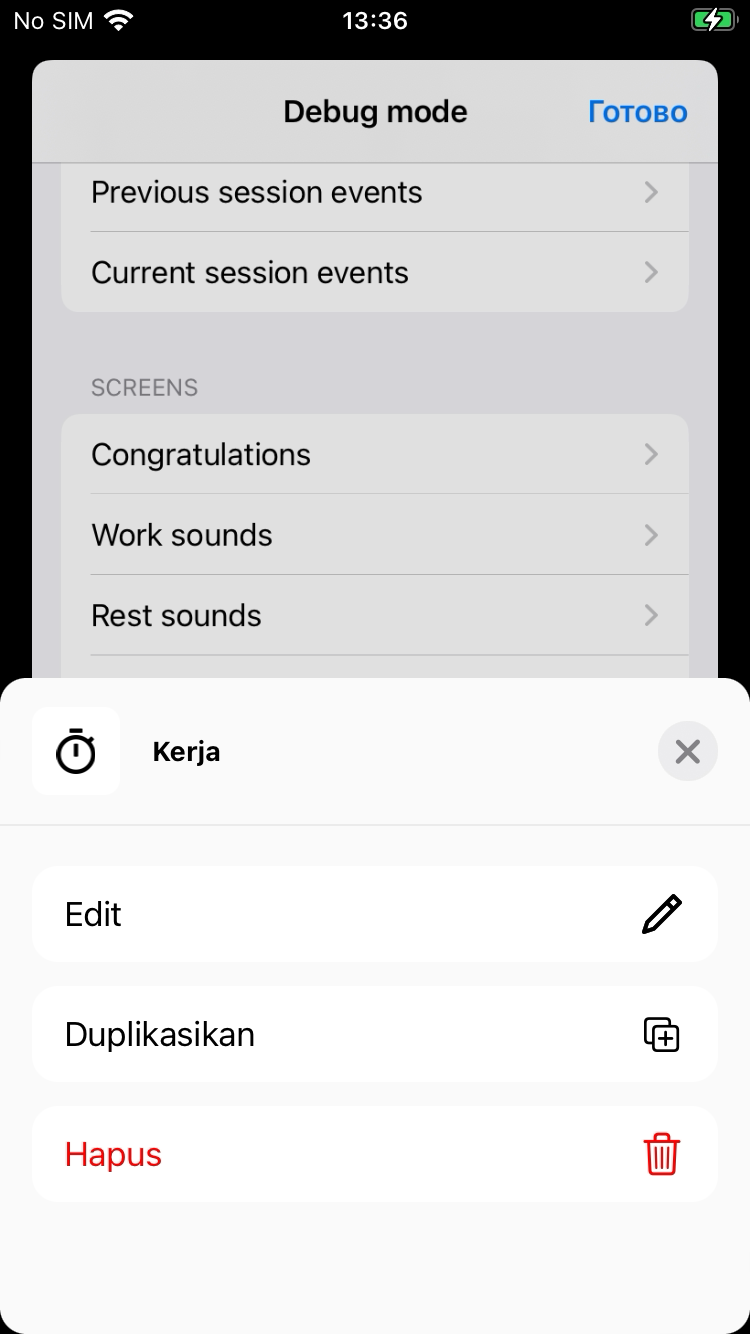 No SIM 13:36
Debug mode Готово
Previous session events
Current session events
SCREENS
Congratulations
Work sounds
Rest sounds
Kerja
Edit
Duplikasikan
Hapus